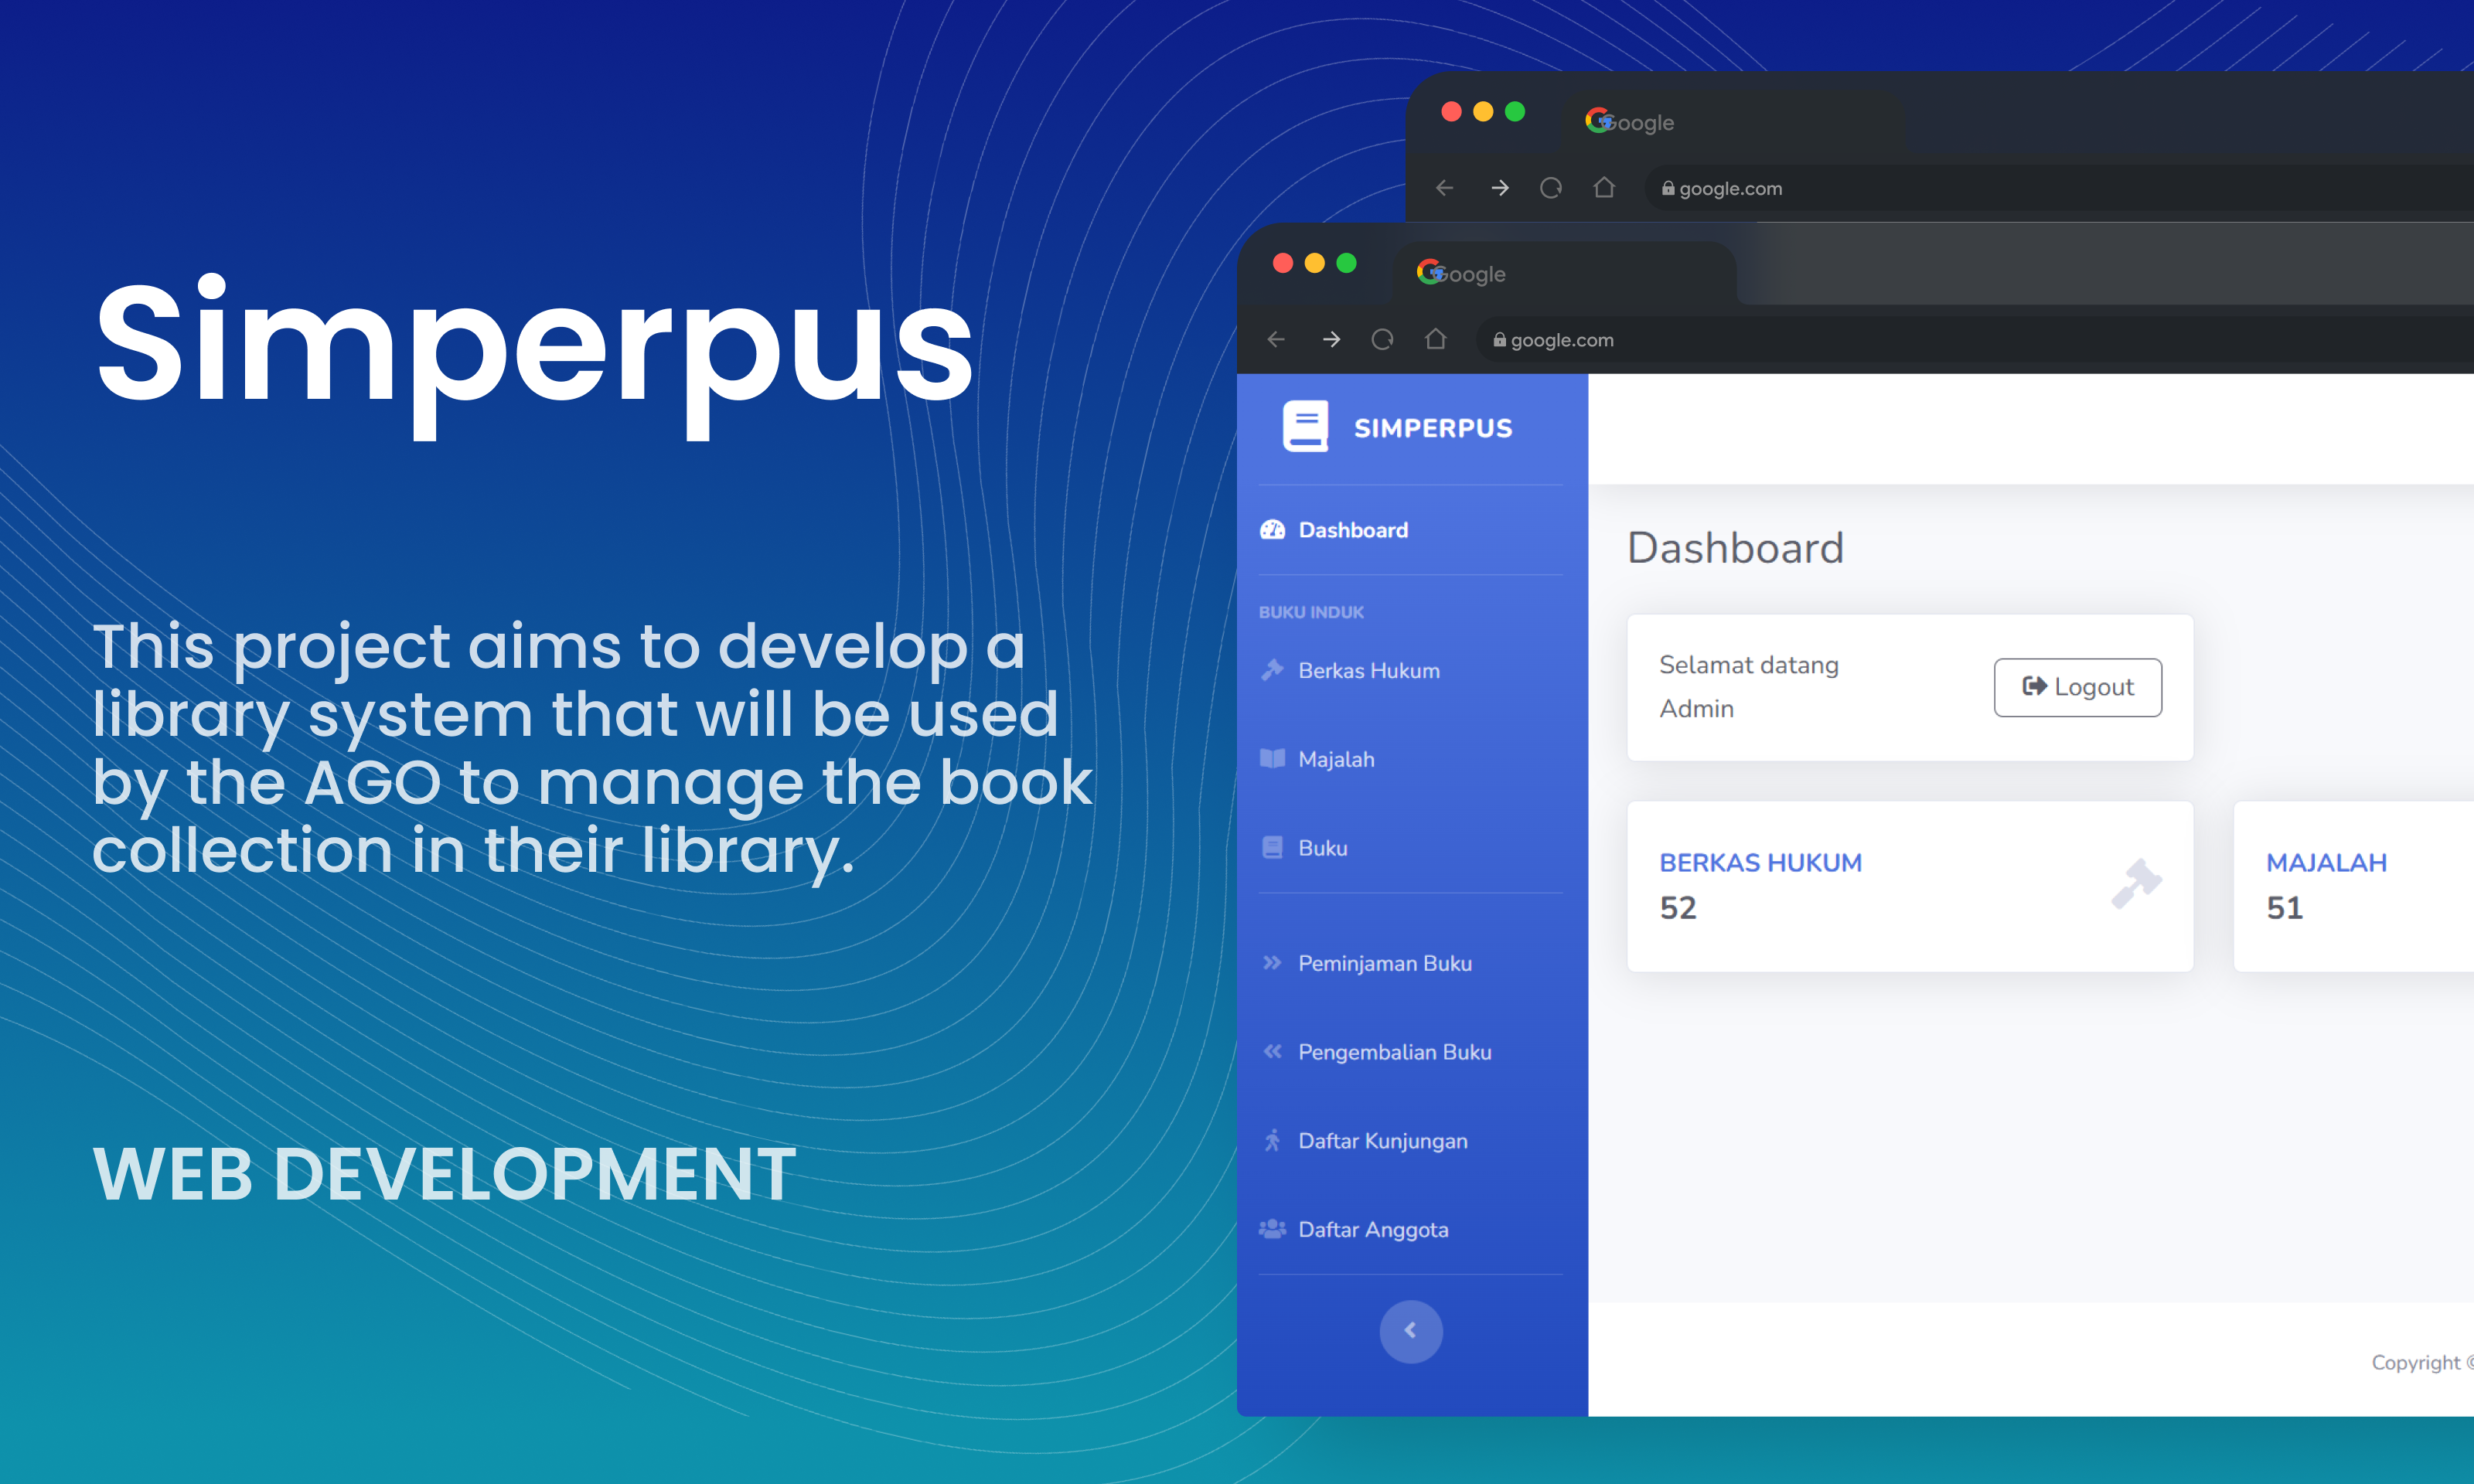 Simperpus
This project aims to develop a
library system that will be used
by the AGO to manage the book
collection in their library.
WEB DEVELOPMENT
Google
google.com
Google
google.com
SIMPERPUS
Dashboard
BUKU INDUK
Berkas Hukum
Majalah
Buku
Peminjaman Buku
Pengembalian Buku
Daftar Kunjungan
Daftar Anggota
Dashboard
Selamat datang
Admin
Logout
BERKAS HUKUM
52
MAJALAH
51
Copyright ©